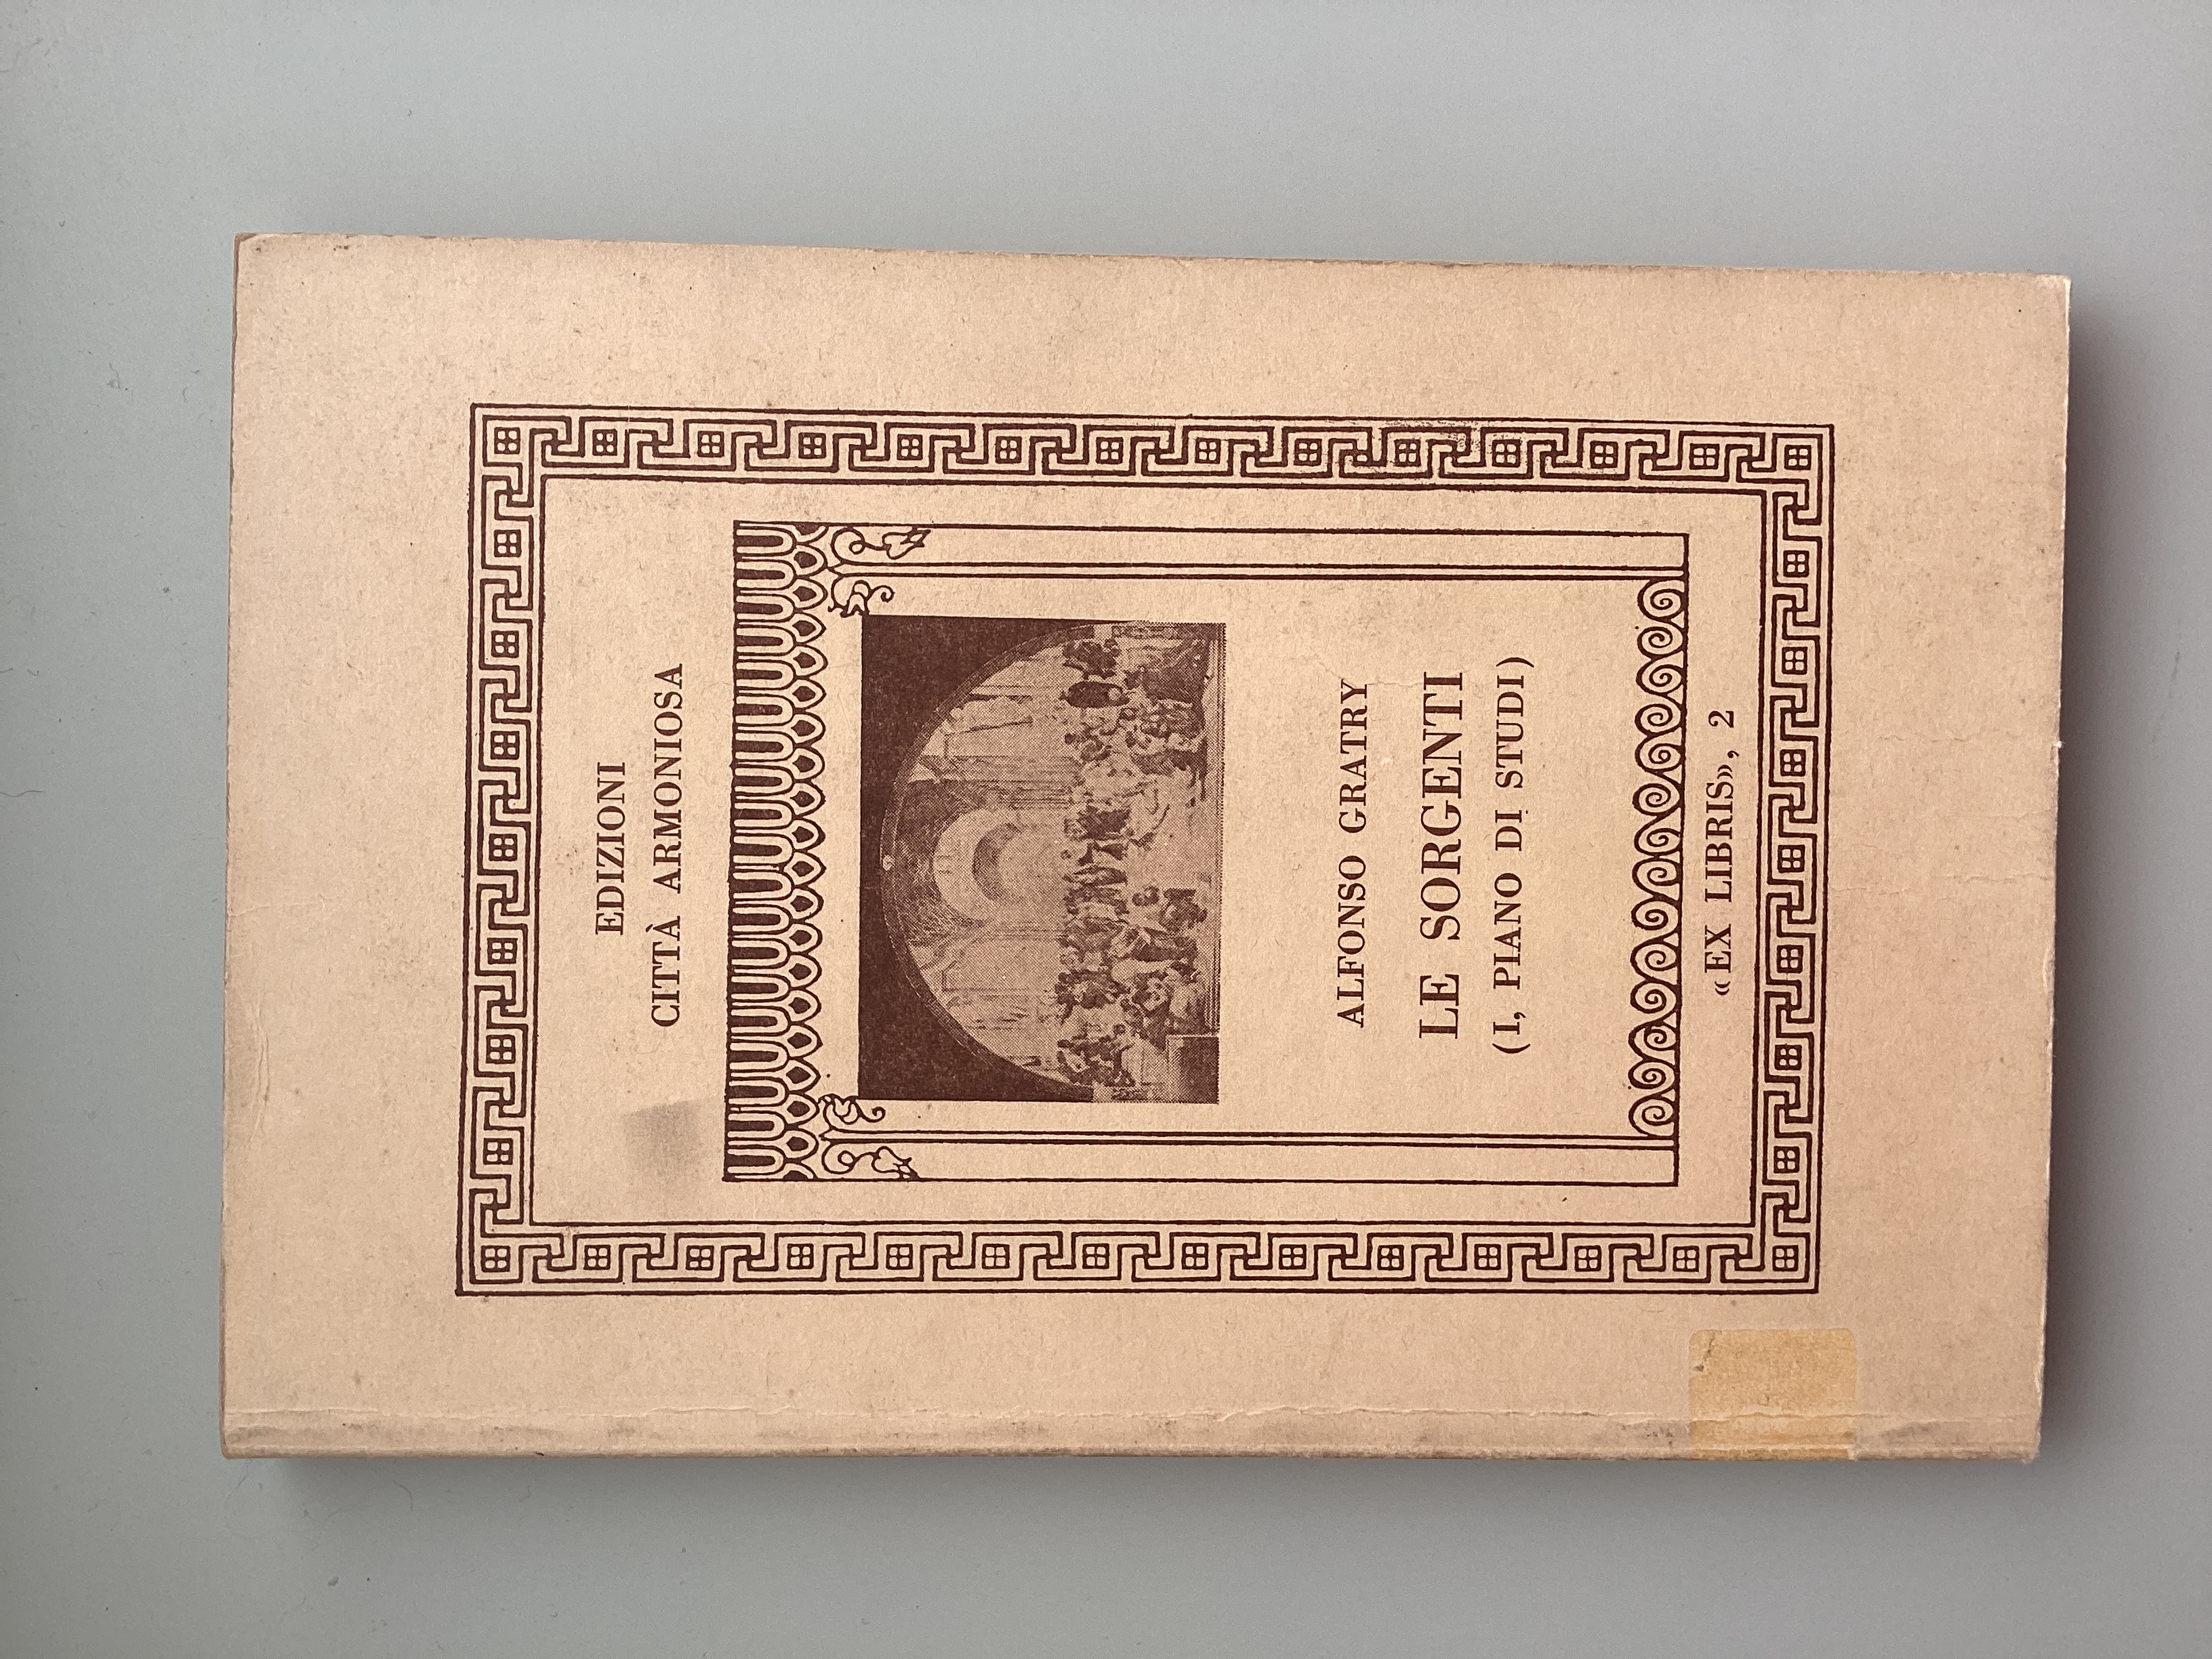 EDIZIONI
CITTÀ ARMONIOSA
ALFONSO GRATRY
LE SORGENTI
(I, PIANO DI STUDI)
«EX LIBRIS», 2